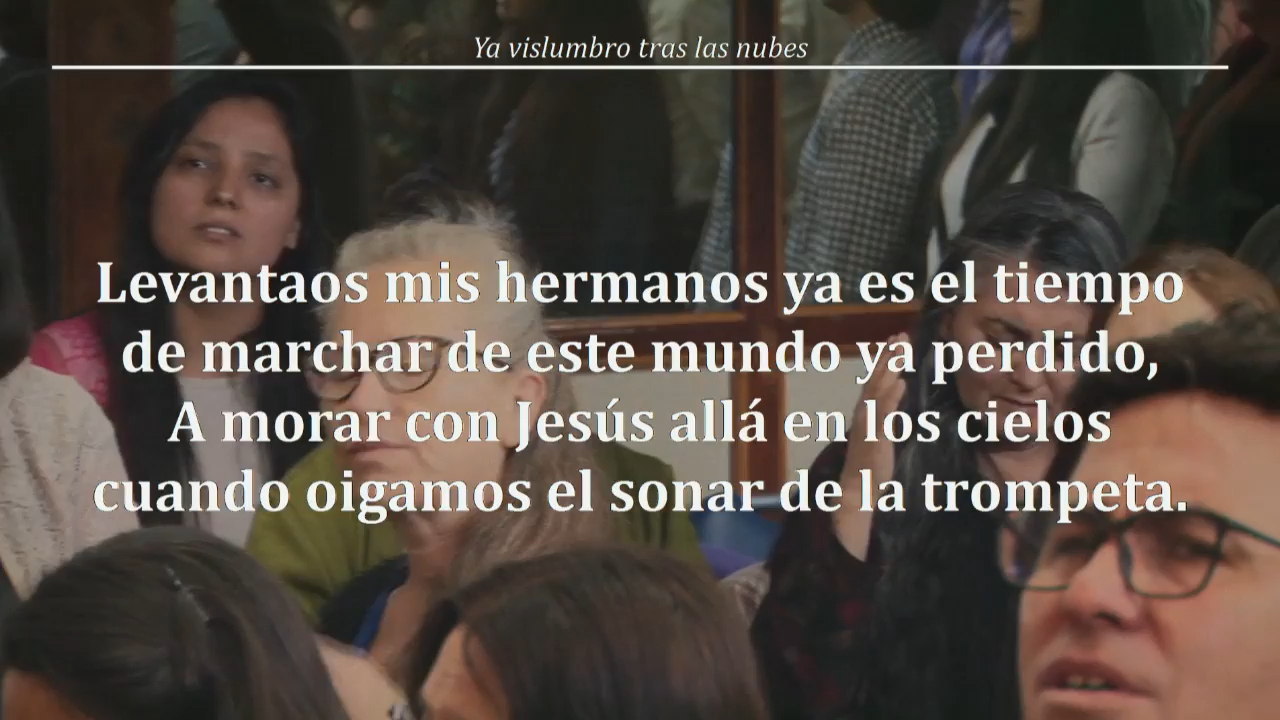 Ya vislumbro tras las nubes
Levantaos mis hermanos ya es el tiempo
de marchar de este mundo ya perdido,
A morar con Jesús allá en los cielos
cuando oigamos el sonar de la trompeta.